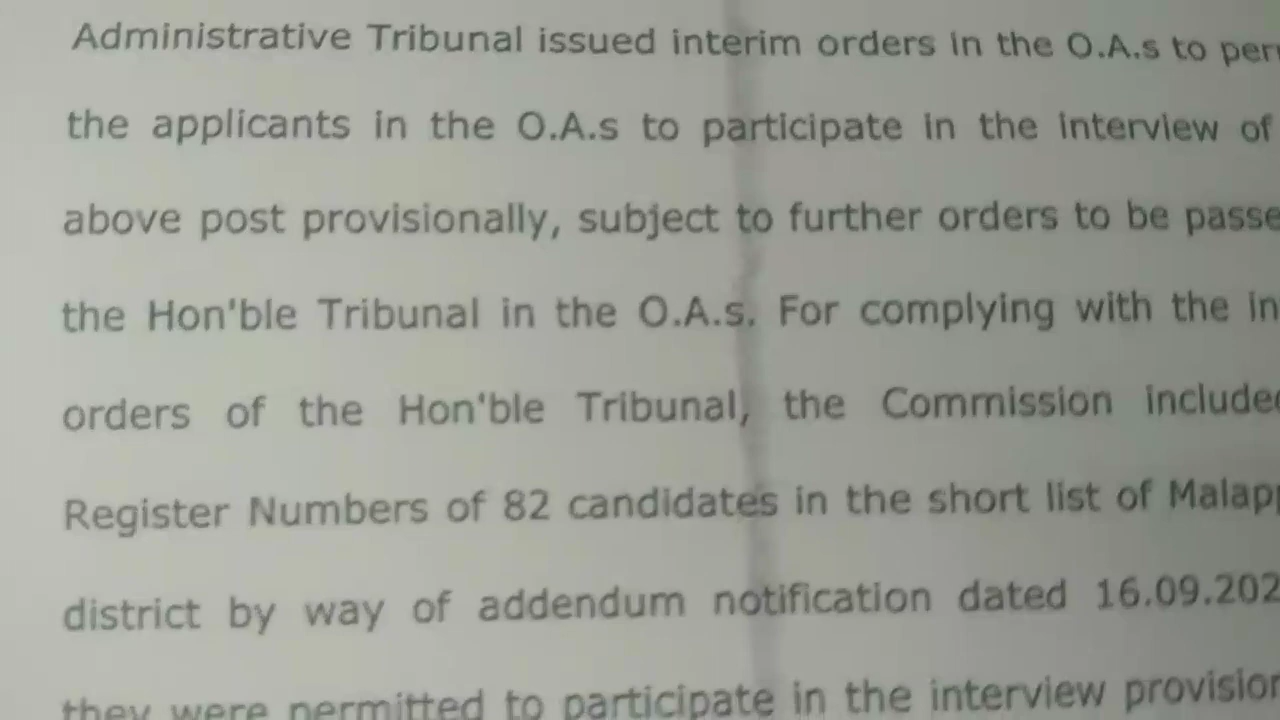 Administrative Tribunal issued interim orders in the O.A.s to
the applicants in the O.A.s to participate in the interview of
above post provisionally, subject to further orders to be
the Hon'ble Tribunal in the O.A.s. For complying with the
orders of the Hon'ble Tribunal, the Commission
Register Numbers of 82 candidates in the short list of
district by way of addendum notification dated
they were permitted to participate in the interview